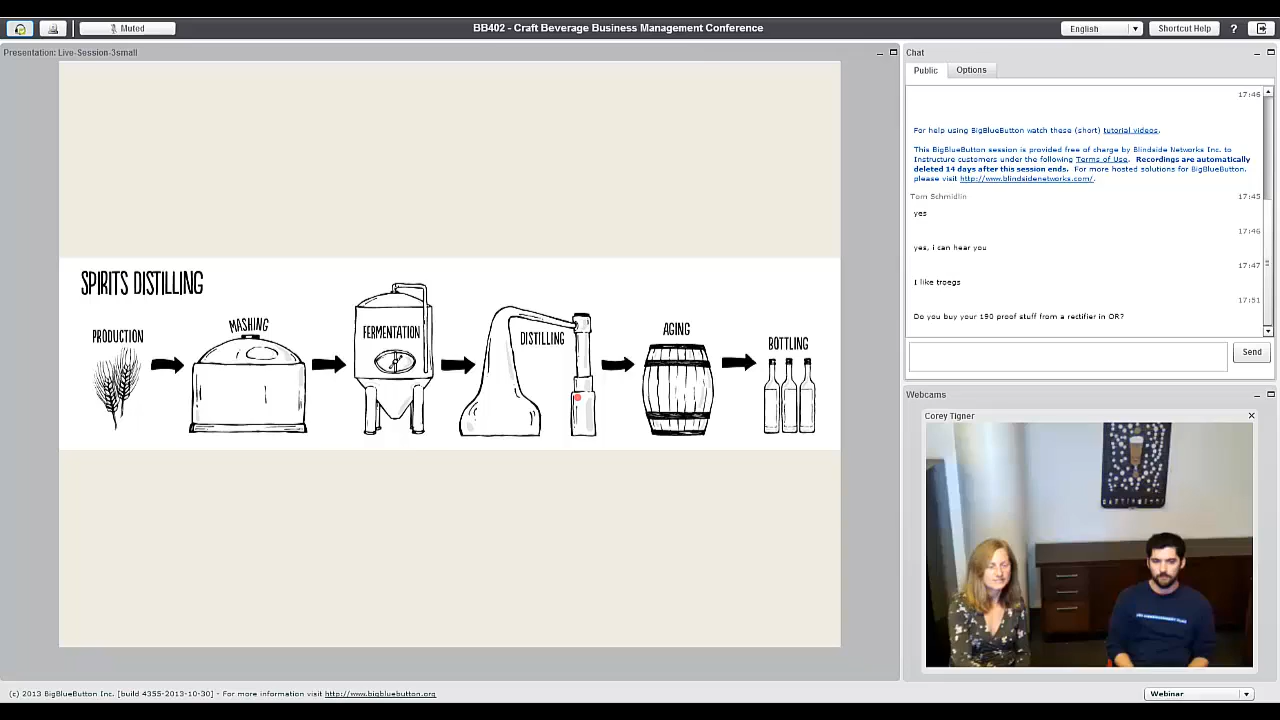 Muted
BB402 - Craft Beverage Business Management Conference
English
Shortcut Help
?
Presentation: Live-Session-3small
SPIRITS DISTILLING
PRODUCTION
MASHING
FERMENTATION
DISTILLING
AGING
BOTTLING
Chat
Public
Options
17:46
For help using BigBlueButton watch these (short) tutorial videos.
This BigBlueButton session is provided free of charge by Blindside Networks Inc. to
Instructure customers under the following Terms of Use. Recordings are automatically
deleted 14 days after this session ends. For more hosted solutions for BigBlueButton,
please visit http://www.blindsidenetworks.com/.
Tom Schmidlin 17:45
yes
17:46
yes, i can hear you
17:47
I like troegs
17:51
Do you buy your 190 proof stuff from a rectifier in OR?
Send
Webcams
Corey Tigner
(c) 2013 BigBlueButton Inc. [build 4355-2013-10-30] - For more information visit http://www.bigbluebutton.org
Webinar